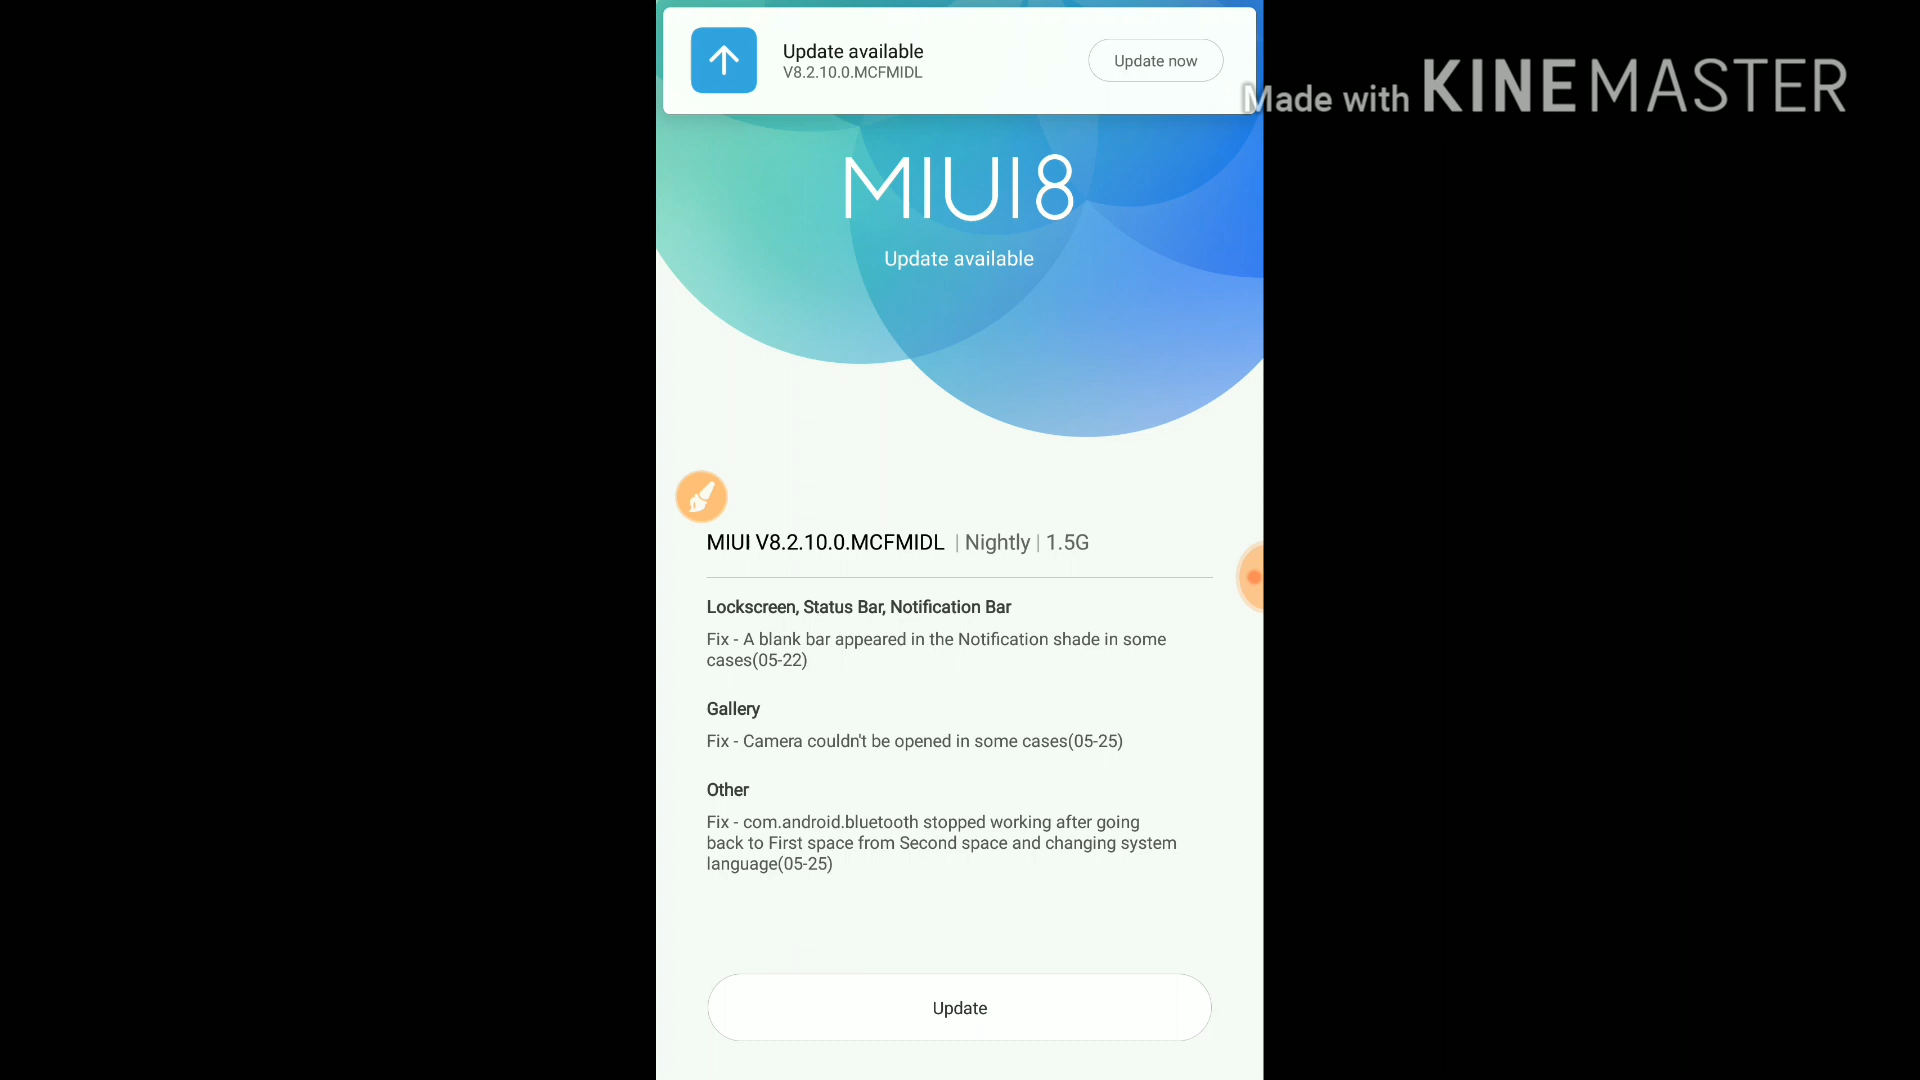 Update available
V8.2.10.0.MCFMIDL
Update now
Made with KINEMASTER
MIUI 8
Update available
MIUI V8.2.10.0.MCFMIDL | Nightly | 1.5G
Lockscreen, Status Bar, Notification Bar
Fix - A blank bar appeared in the Notification shade in some
cases(05-22)
Gallery
Fix - Camera couldn't be opened in some cases(05-25)
Other
Fix - com.android.bluetooth stopped working after going
back to First space from Second space and changing system
language(05-25)
Update